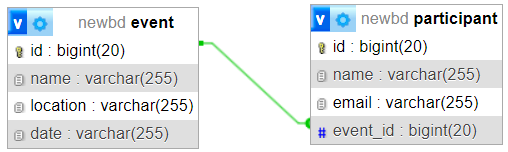 newbd event
id : bigint(20)
name : varchar(255)
location : varchar(255)
date : varchar(255)
newbd participant
id : bigint(20)
name : varchar(255)
email : varchar(255)
# event_id : bigint(20)